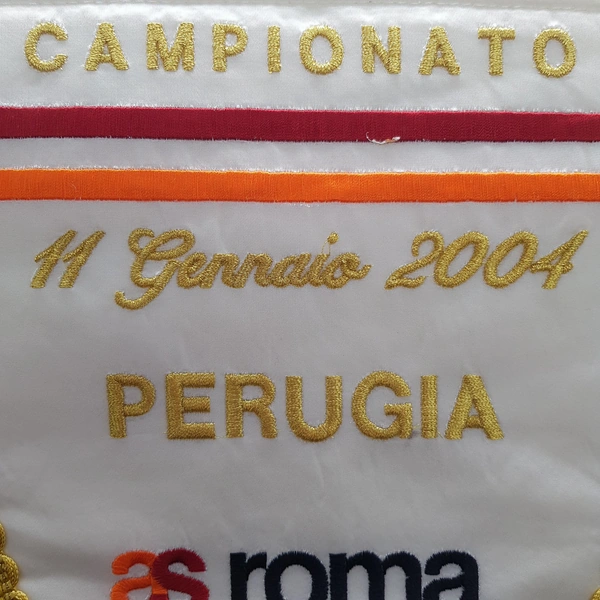 CAMPIONATO
11 Gennaio 2004
PERUGIA
as roma